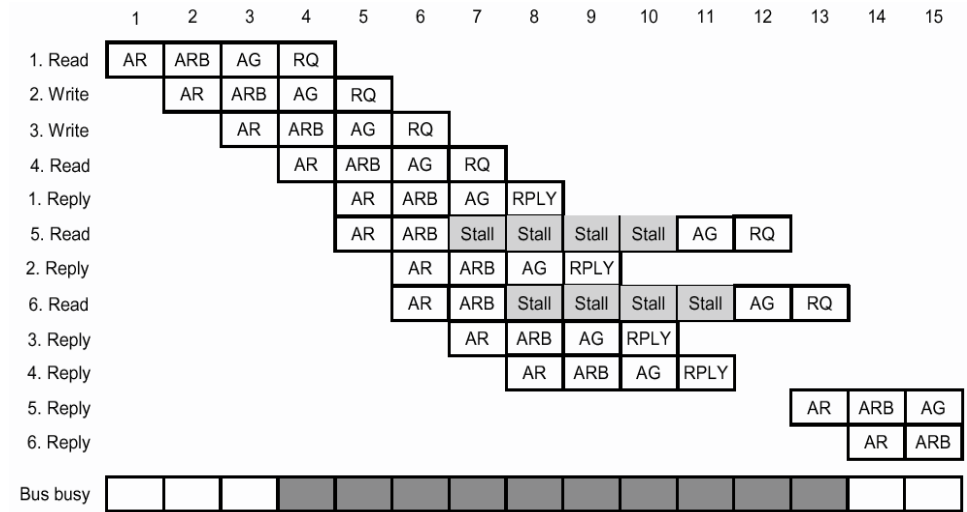 1 2 3 4 5 6 7 8 9 10 11 12 13 14 15
1. Read AR ARB AG RQ
2. Write AR ARB AG RQ
3. Write AR ARB AG RQ
4. Read AR ARB AG RQ
1. Reply AR ARB AG RPLY
5. Read AR ARB Stall Stall Stall Stall AG RQ
2. Reply AR ARB AG RPLY
6. Read AR ARB Stall Stall Stall Stall AG RQ
3. Reply AR ARB AG RPLY
4. Reply AR ARB AG RPLY
5. Reply AR ARB AG
6. Reply AR ARB
Bus busy